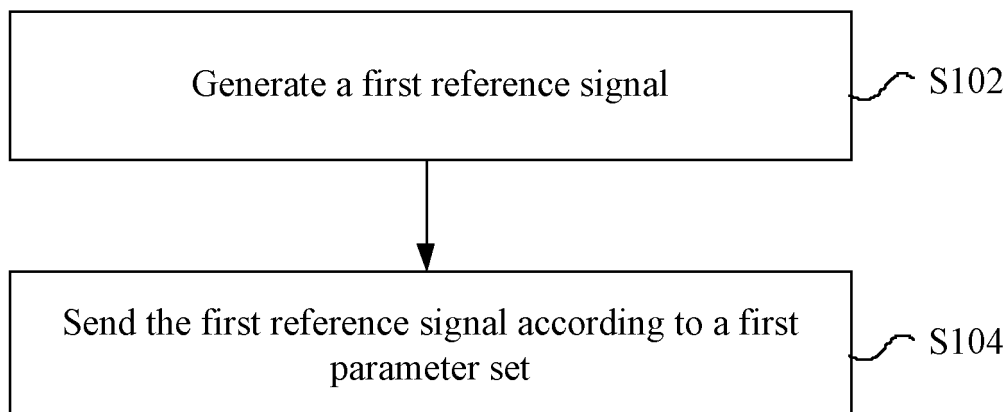 Generate a first reference signal
S102
Send the first reference signal according to a first
parameter set
S104